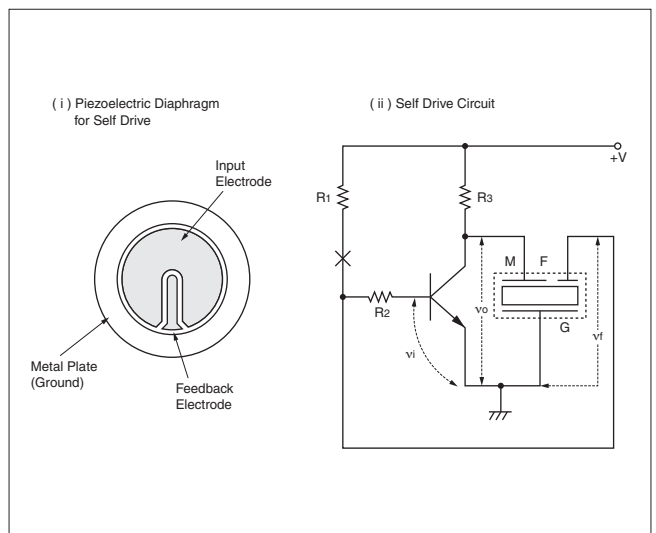 ( i ) Piezoelectric Diaphragm
for Self Drive
( ii ) Self Drive Circuit
Input
Electrode
Metal Plate
(Ground)
Feedback
Electrode
+V
R1
R3
M F
R2
G
vo
vf
vi